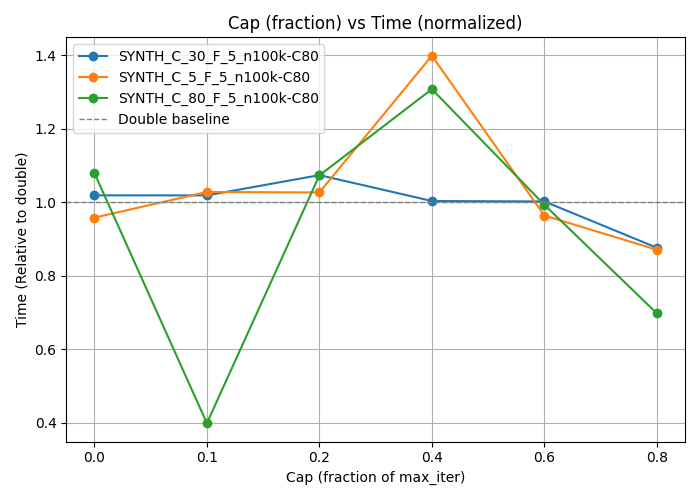 Cap (fraction) vs Time (normalized)
SYNTH_C_30_F_5_n100k-C80
SYNTH_C_5_F_5_n100k-C80
SYNTH_C_80_F_5_n100k-C80
Double baseline
Time (Relative to double)
1.4
1.2
1.0
0.8
0.6
0.4
0.0 0.1 0.2 0.4 0.6 0.8
Cap (fraction of max_iter)